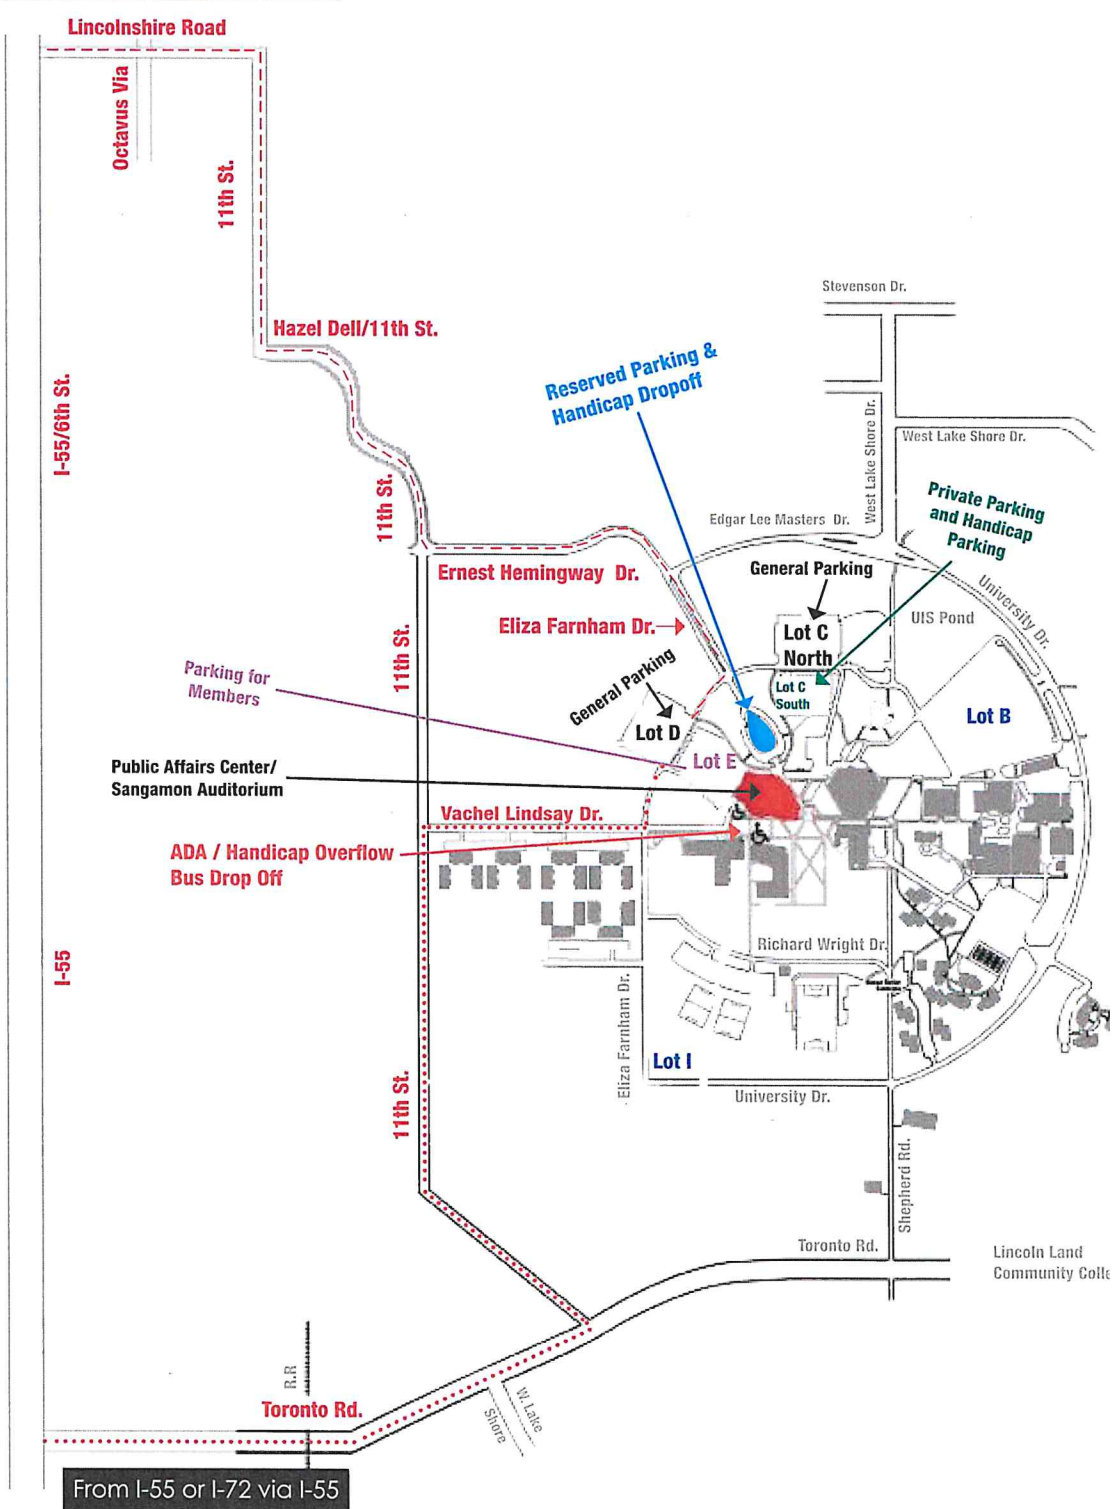 Lincolnshire Road
Octavus Via
11th St.
Hazel Dell/11th St.
Stevenson Dr.
I-55/6th St.
Reserved Parking &
Handicap Dropoff
West Lake Shore Dr.
West Lake Shore Dr.
11th St.
Private Parking
and Handicap
Parking
Edgar Lee Masters Dr.
Ernest Hemingway Dr.
General Parking
University Dr.
Eliza Farnham Dr.
Lot C
North
UIS Pond
11th St.
Parking for
Members
General Parking
Lot C
South
Lot B
Lot D
Lot E
Public Affairs Center/
Sangamon Auditorium
Vachel Lindsay Dr.
ADA / Handicap Overflow
Bus Drop Off
Richard Wright Dr.
I-55
Eliza Farnham Dr.
Lot I
University Dr.
11th St.
Shepherd Rd.
Toronto Rd.
Lincoln Land
Community Colle
R.R
Toronto Rd.
W. Lake
Shore
From I-55 or I-72 via I-55